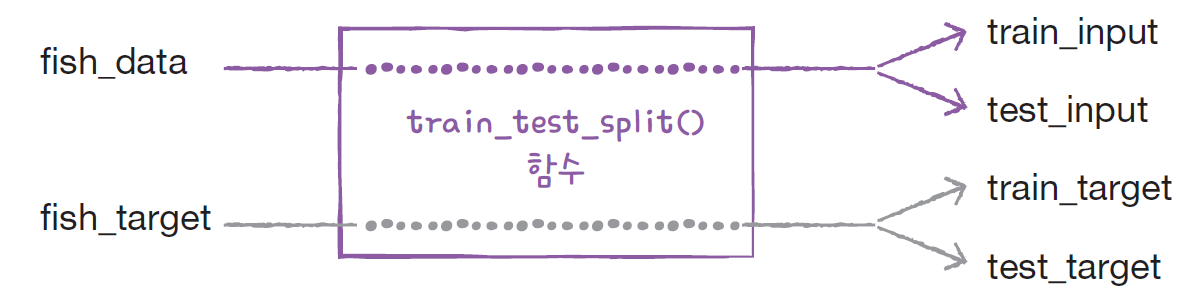 fish_data
train_test_split()
함수
fish_target
train_input
test_input
train_target
test_target